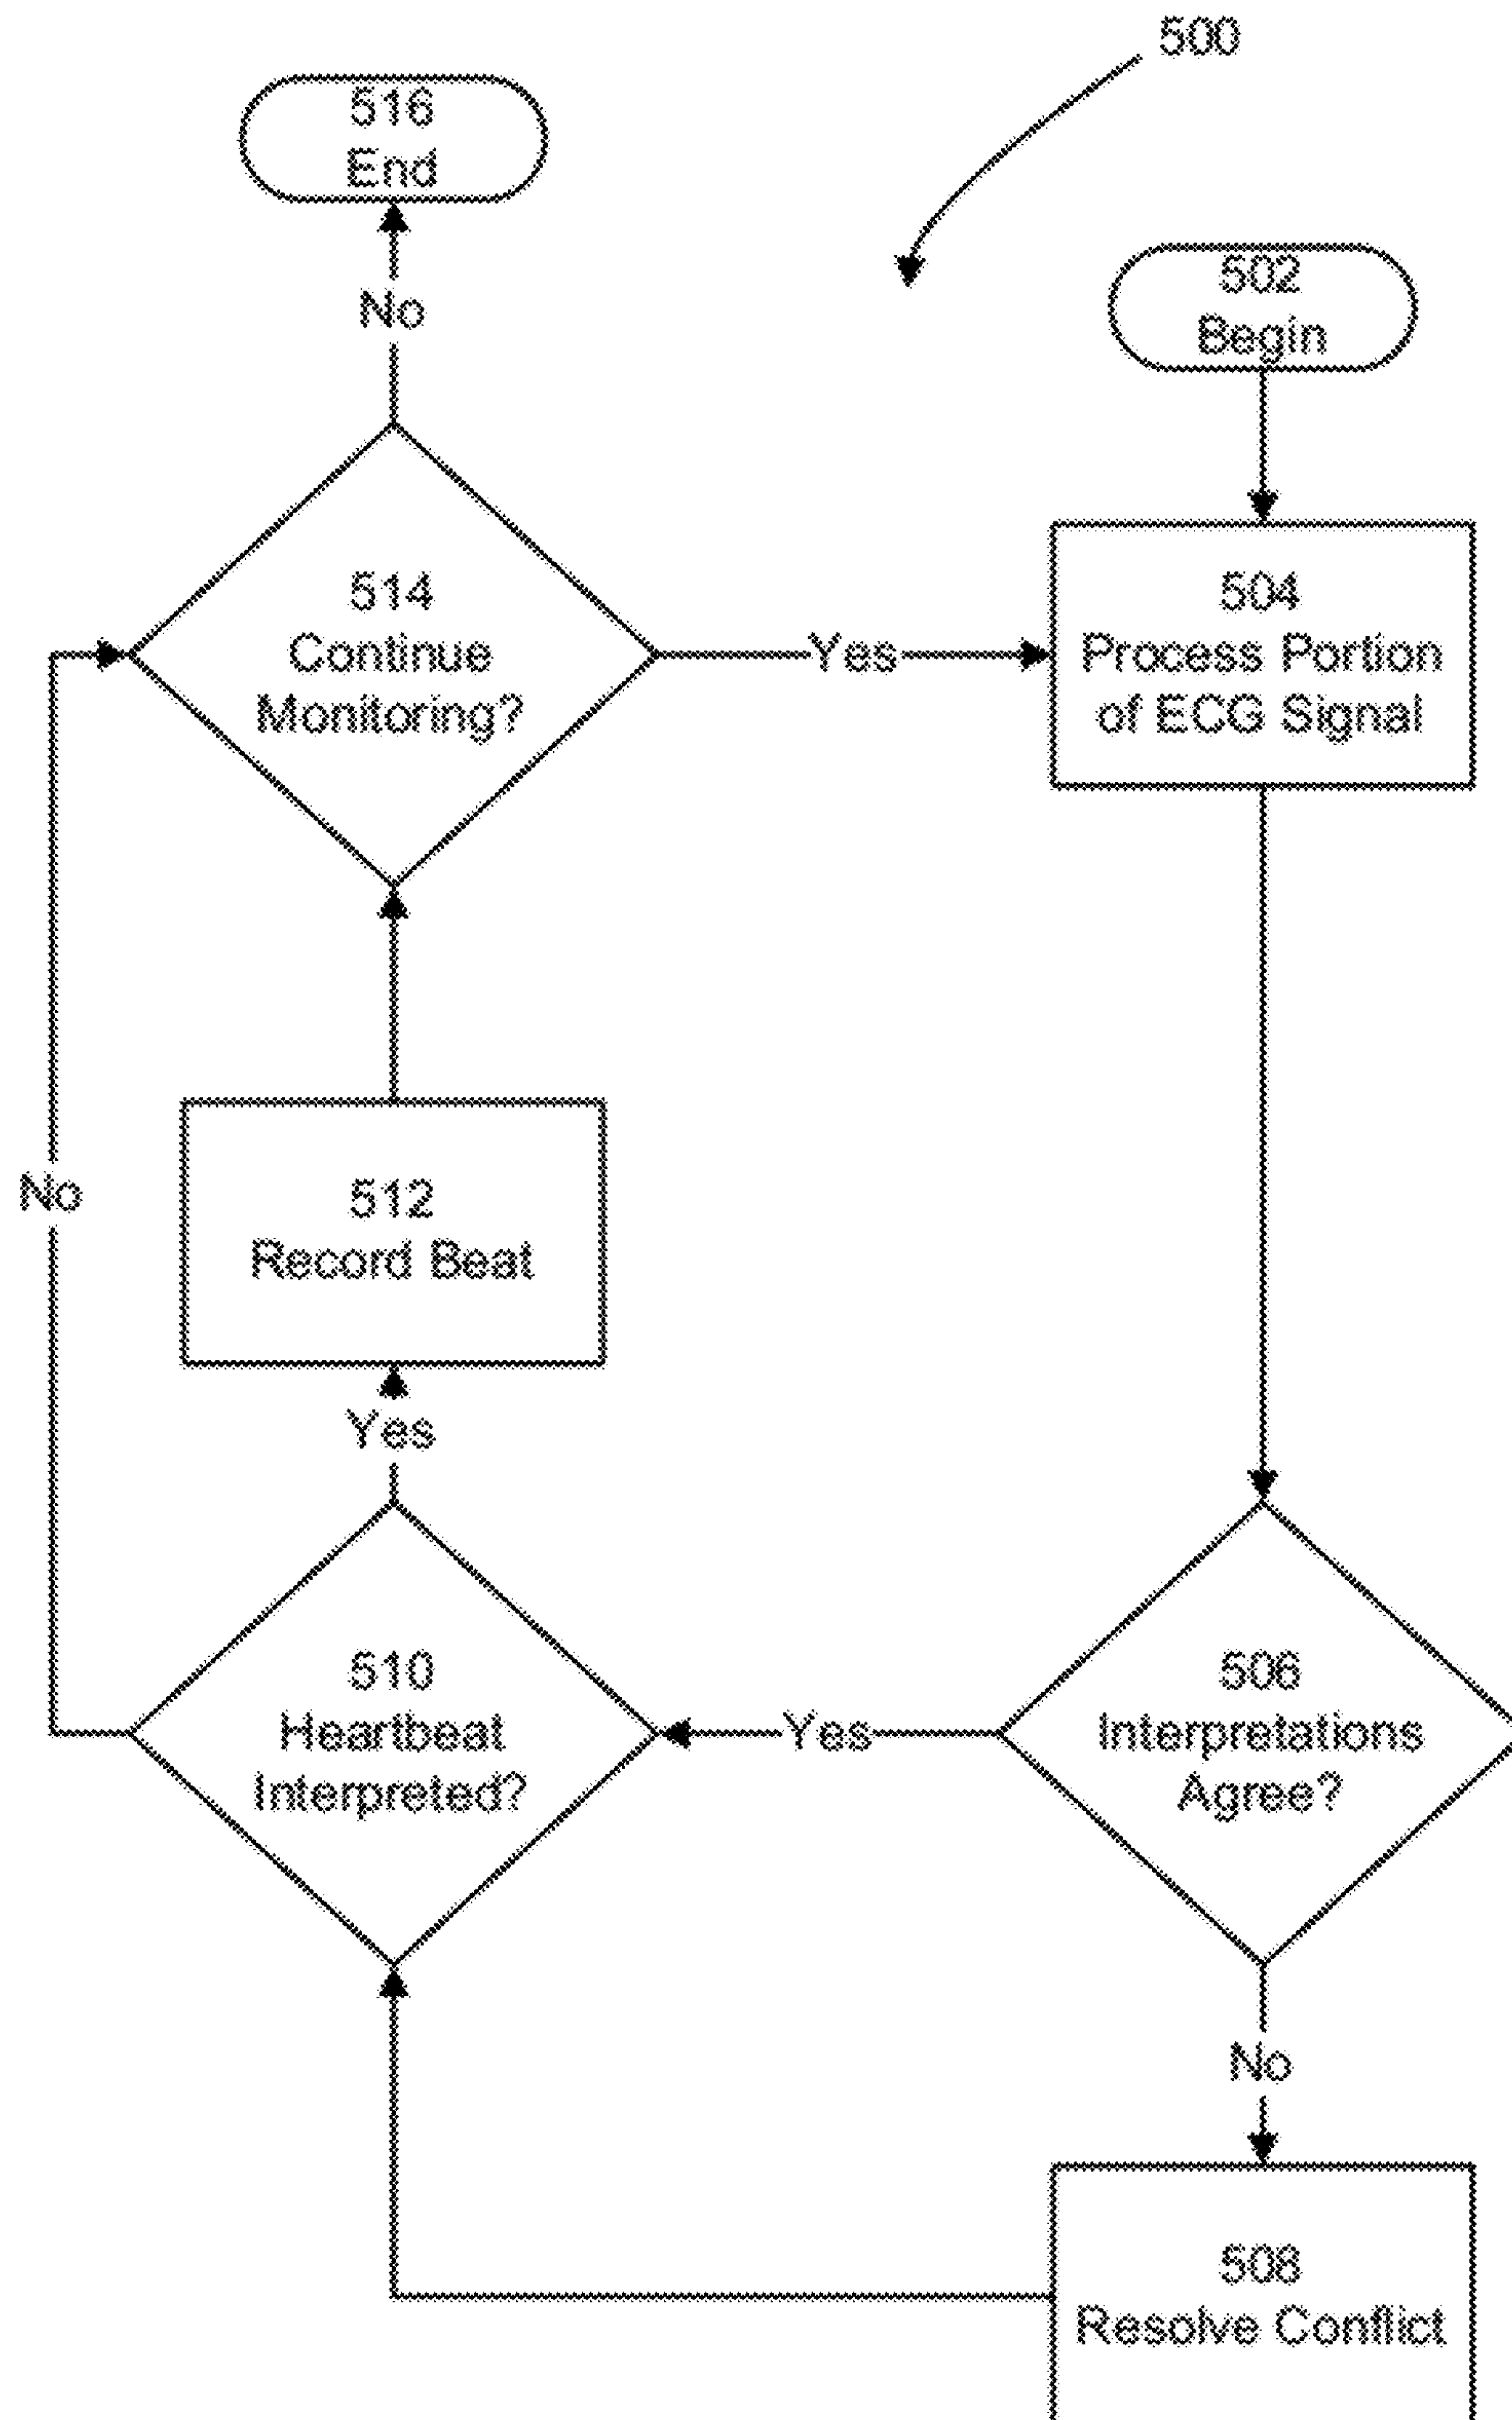 500
516
End
No
502
Begin
514
Continue
Monitoring?
Yes
504
Process Portion
of ECG Signal
No
512
Record Beat
Yes
510
Heartbeat
Interpreted?
Yes
506
Interpretations
Agree?
No
508
Resolve Conflict